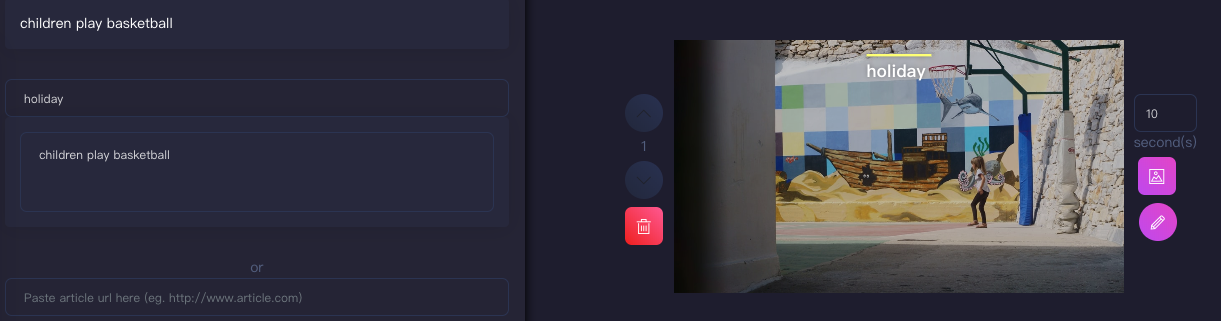 children play basketball
holiday
children play basketball
or
Paste article url here (eg. http://www.article.com)
holiday
1
10
second(s)